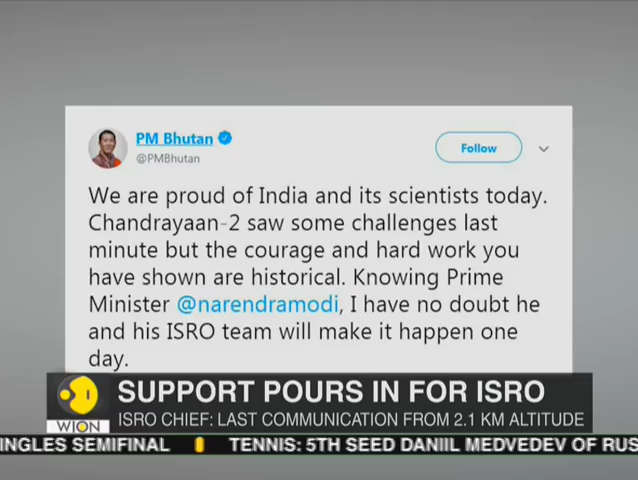 PM Bhutan
@PMBhutan
Follow
We are proud of India and its scientists today.
Chandrayaan-2 saw some challenges last
minute but the courage and hard work you
have shown are historical. Knowing Prime
Minister @narendramodi, I have no doubt he
and his ISRO team will make it happen one
day.
SUPPORT POURS IN FOR ISRO
ISRO CHIEF: LAST COMMUNICATION FROM 2.1 KM ALTITUDE
WION
INGLES SEMIFINAL TENNIS: 5TH SEED DANIIL MEDVEDEV OF RUS